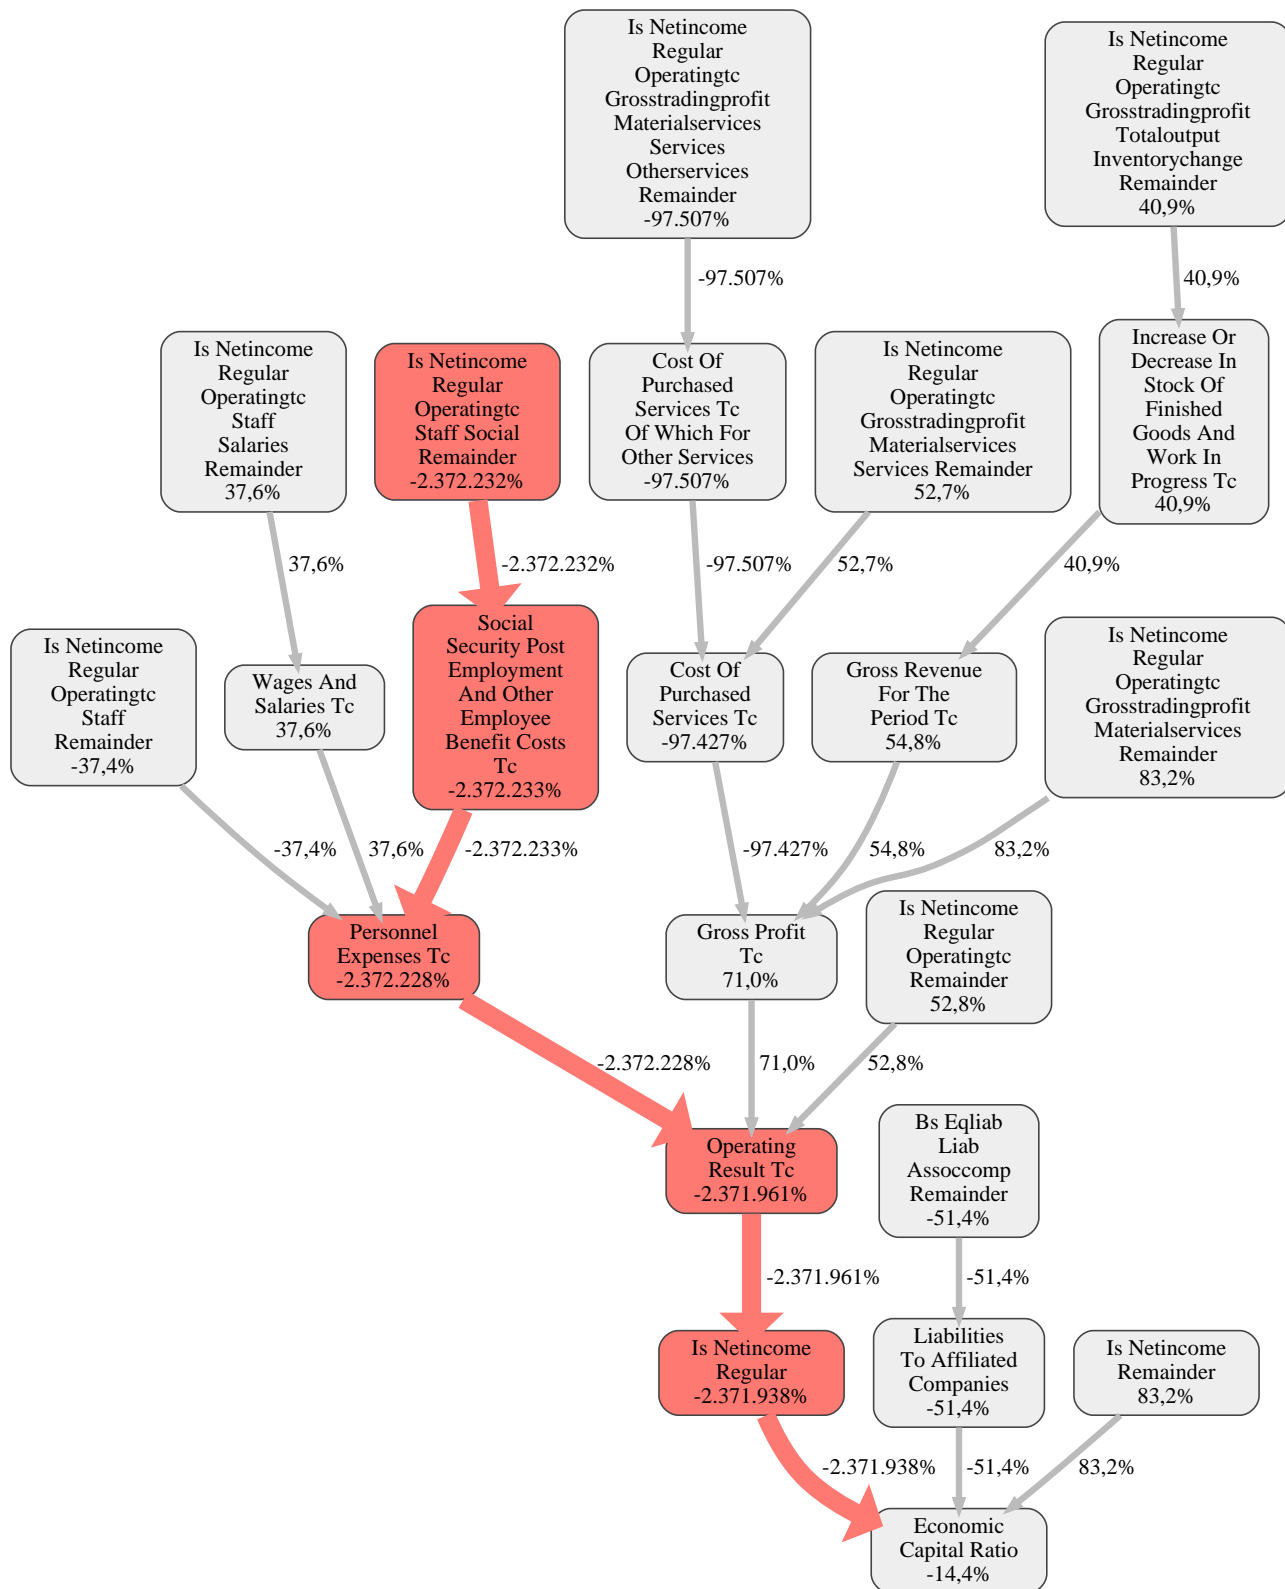 Is Netincome
Regular
Operatingtc
Grosstradingprofit
Materialservices
Services
Otherservices
Remainder
-97.507%
Is Netincome
Regular
Operatingtc
Grosstradingprofit
Totaloutput
Inventorychange
Remainder
40,9%
-97.507%
40,9%
Is Netincome
Regular
Operatingtc
Staff
Salaries
Remainder
37,6%
Is Netincome
Regular
Operatingtc
Staff Social
Remainder
-2.372.232%
Cost Of
Purchased
Services Tc
Of Which For
Other Services
-97.507%
Is Netincome
Regular
Operatingtc
Grosstradingprofit
Materialservices
Services Remainder
52,7%
Increase Or
Decrease In
Stock Of
Finished
Goods And
Work In
Progress Tc
40,9%
37,6%
-2.372.232%
-97.507%
52,7%
40,9%
Is Netincome
Regular
Operatingtc
Staff
Remainder
-37,4%
Wages And
Salaries Tc
37,6%
Social
Security Post
Employment
And Other
Employee
Benefit Costs
Tc
-2.372.233%
Cost Of
Purchased
Services Tc
-97.427%
Gross Revenue
For The
Period Tc
54,8%
Is Netincome
Regular
Operatingtc
Grosstradingprofit
Materialservices
Remainder
83,2%
-37,4%
37,6%
-2.372.233%
-97.427%
54,8%
83,2%
Personnel
Expenses Tc
-2.372.228%
Gross Profit
Tc
71,0%
Is Netincome
Regular
Operatingtc
Remainder
52,8%
-2.372.228%
71,0%
52,8%
Operating
Result Tc
-2.371.961%
Bs Eqliab
Liab
Assoccomp
Remainder
-51,4%
-2.371.961%
-51,4%
Is Netincome
Regular
-2.371.938%
Liabilities
To Affiliated
Companies
-51,4%
Is Netincome
Remainder
83,2%
-2.371.938%
-51,4%
83,2%
Economic
Capital Ratio
-14,4%